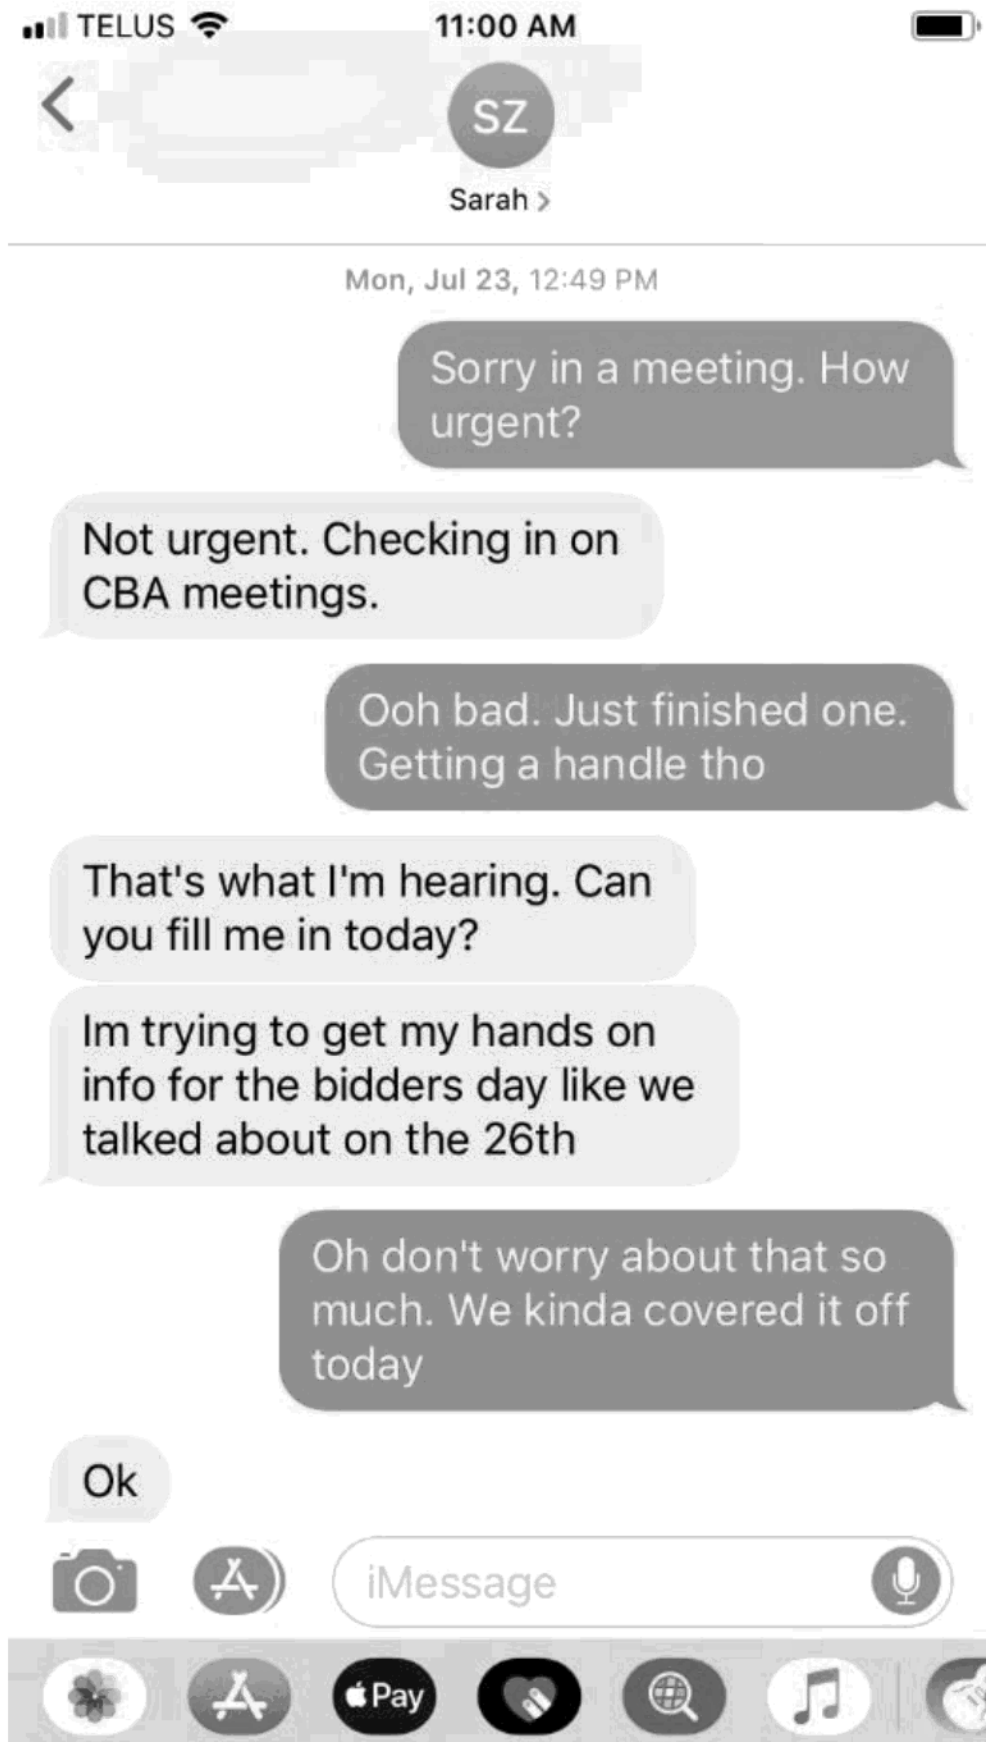 TELUS 11:00 AM
SZ
Sarah >
Mon, Jul 23, 12:49 PM
Sorry in a meeting. How
urgent?
Not urgent. Checking in on
CBA meetings.
Ooh bad. Just finished one.
Getting a handle tho
That's what I'm hearing. Can
you fill me in today?
Im trying to get my hands on
info for the bidders day like we
talked about on the 26th
Oh don't worry about that so
much. We kinda covered it off
today
Ok
iMessage
Pay